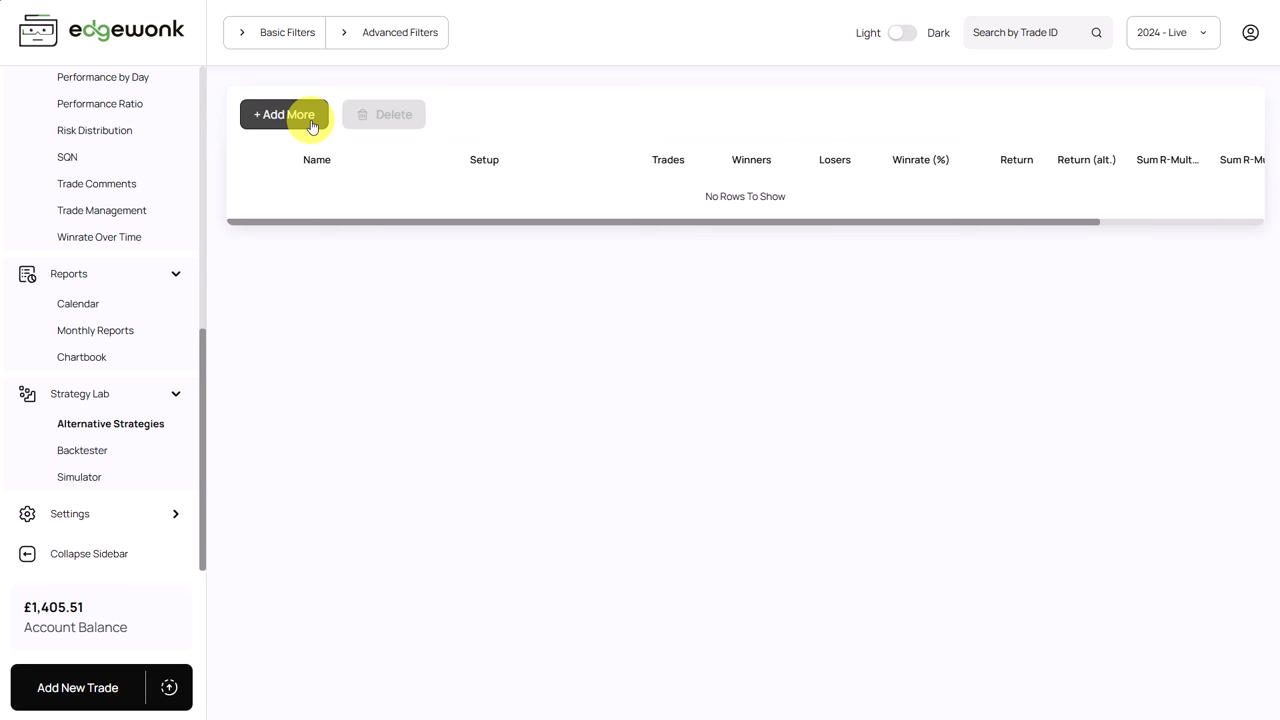 edgewonk
Basic Filters
Advanced Filters
Light
Dark
Search by Trade ID
2024 - Live
Performance by Day
Performance Ratio
Risk Distribution
SQN
Trade Comments
Trade Management
Winrate Over Time
Reports
Calendar
Monthly Reports
Chartbook
Strategy Lab
Alternative Strategies
Backtester
Simulator
Settings
Collapse Sidebar
£1,405.51
Account Balance
Add New Trade
+ Add More
Delete
Name Setup Trades Winners Losers Winrate (%) Return Return (alt.) Sum R-Mult... Sum R-Mu
No Rows To Show